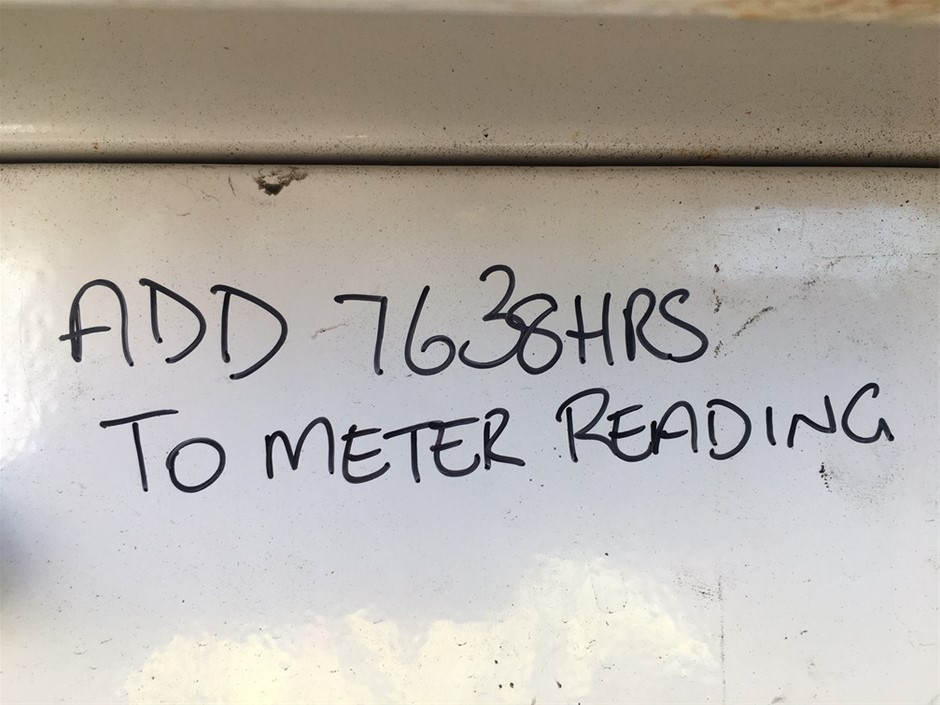 ADD 7638HRS
TO METER READING